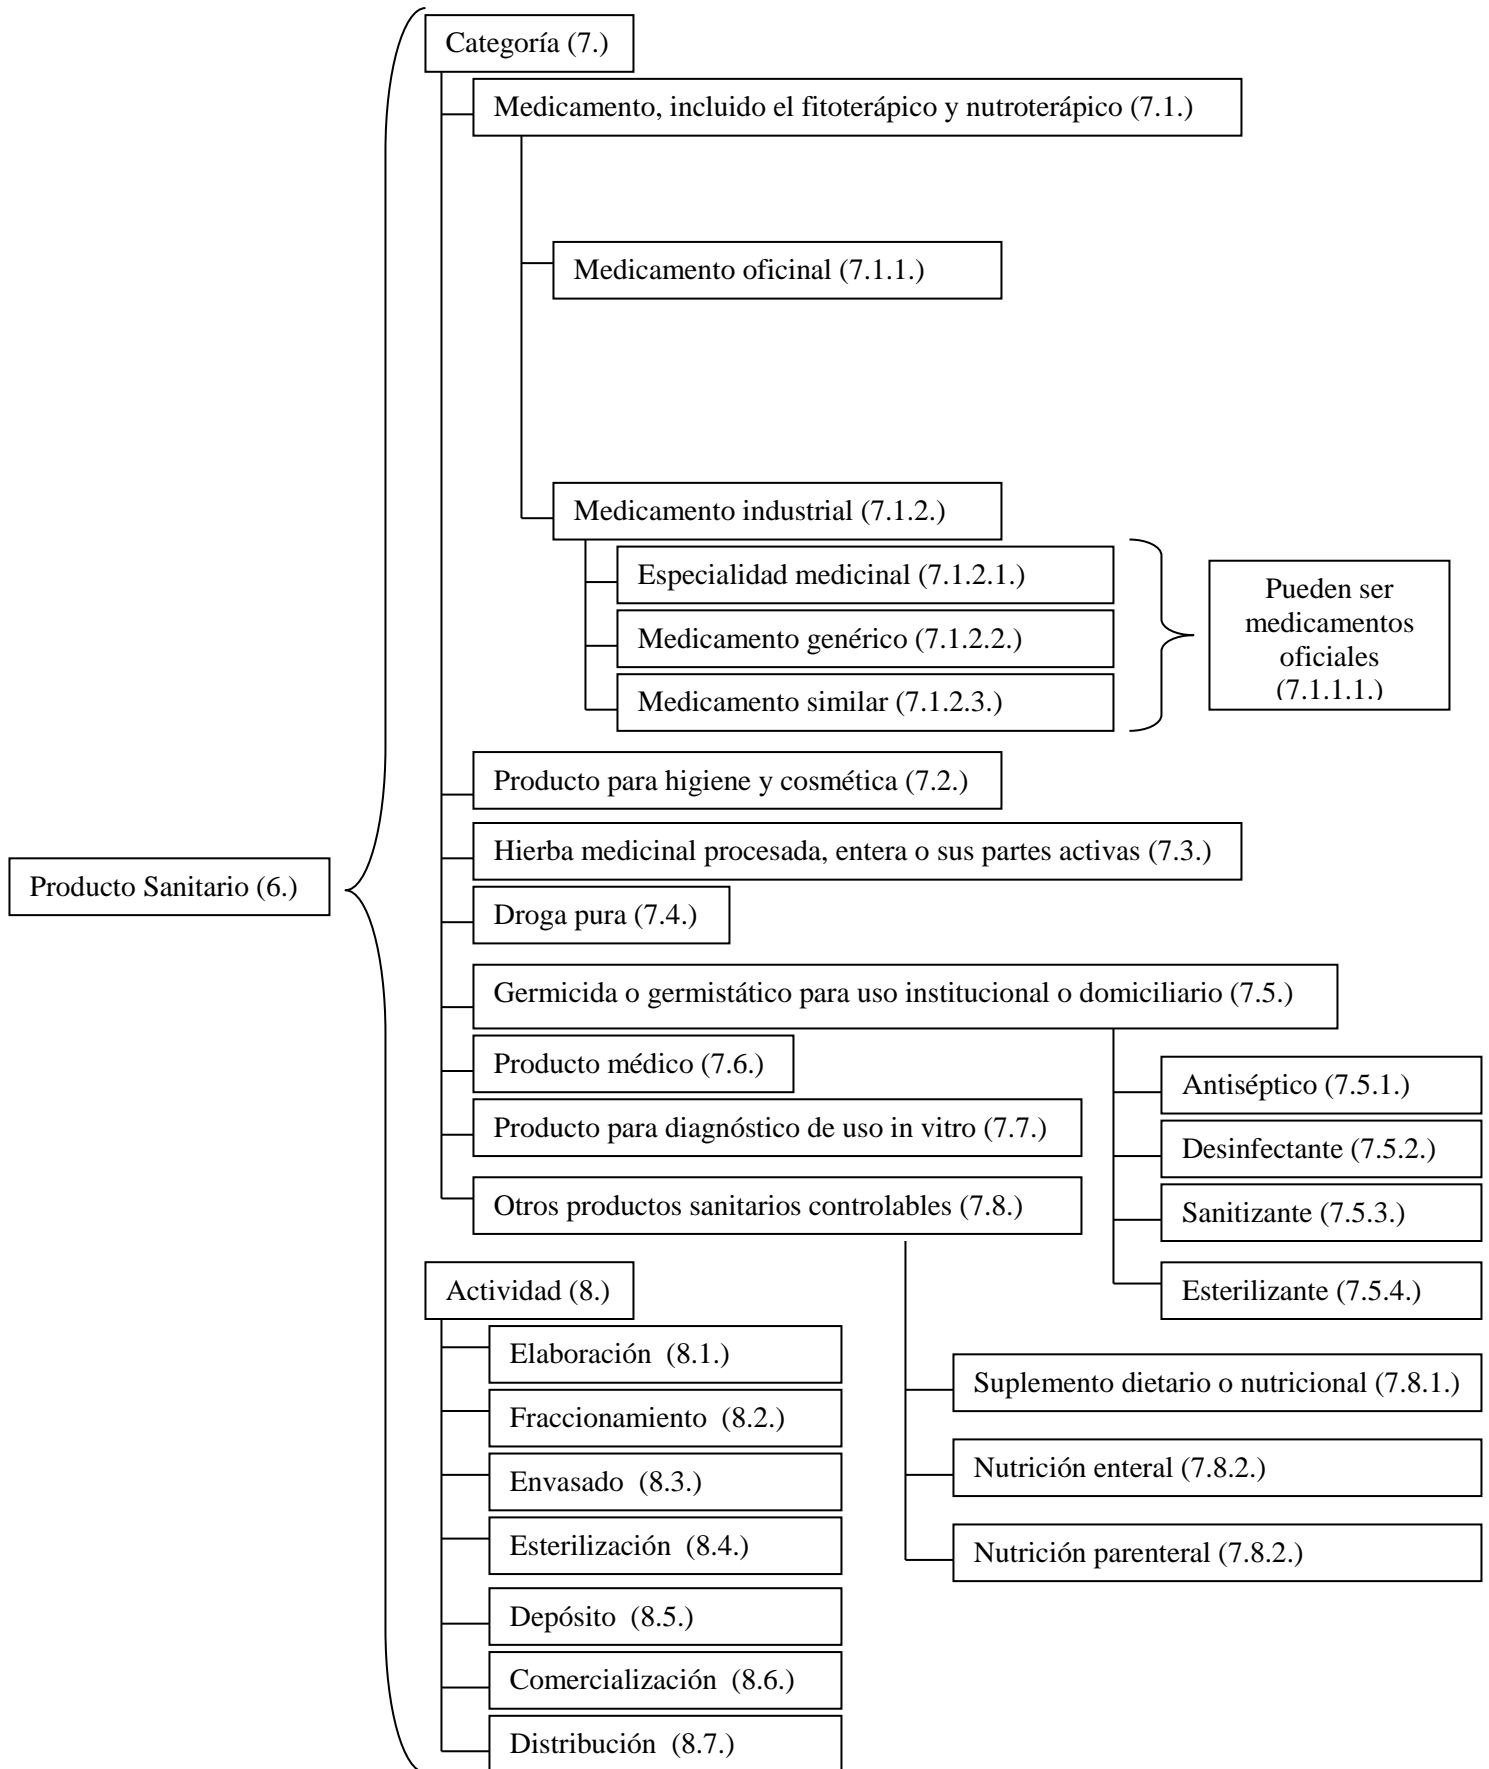 Categoría (7.)
Medicamento, incluido el fitoterápico y nutroterápico (7.1.)
Medicamento oficinal (7.1.1.)
Medicamento industrial (7.1.2.)
Especialidad medicinal (7.1.2.1.)
Medicamento genérico (7.1.2.2.)
Medicamento similar (7.1.2.3.)
Pueden ser
medicamentos
oficiales
(7.1.1.1.)
Producto para higiene y cosmética (7.2.)
Hierba medicinal procesada, entera o sus partes activas (7.3.)
Producto Sanitario (6.)
Droga pura (7.4.)
Germicida o germistático para uso institucional o domiciliario (7.5.)
Producto médico (7.6.)
Antiséptico (7.5.1.)
Producto para diagnóstico de uso in vitro (7.7.)
Desinfectante (7.5.2.)
Otros productos sanitarios controlables (7.8.)
Sanitizante (7.5.3.)
Esterilizante (7.5.4.)
Actividad (8.)
Elaboración  (8.1.)
Suplemento dietario o nutricional (7.8.1.)
Fraccionamiento  (8.2.)
Nutrición enteral (7.8.2.)
Envasado  (8.3.)
Esterilización  (8.4.)
Nutrición parenteral (7.8.2.)
Depósito  (8.5.)
Comercialización  (8.6.)
Distribución  (8.7.)